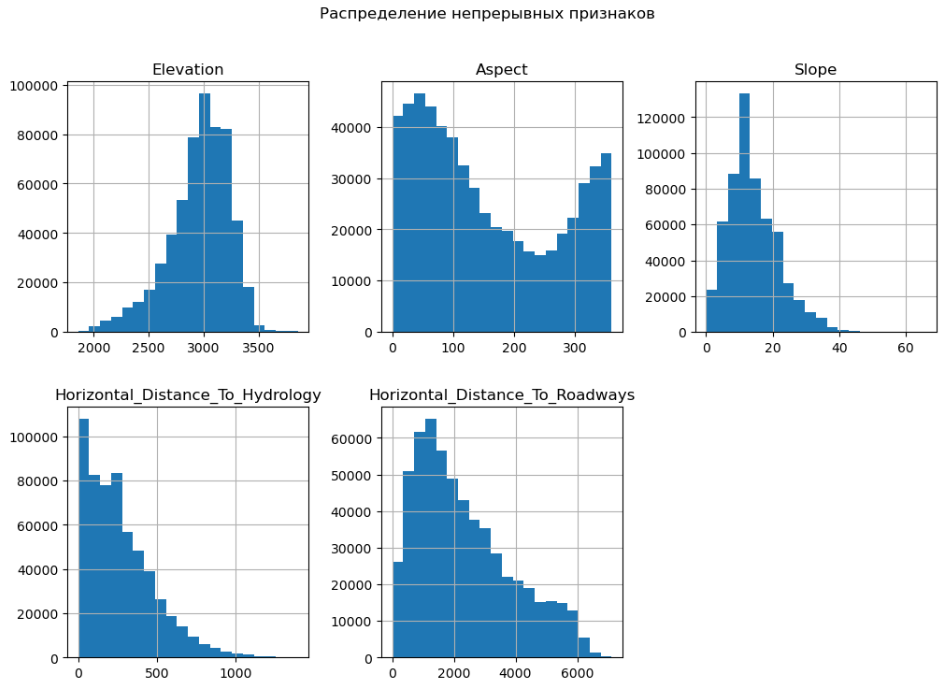 Распределение непрерывных признаков
Elevation
100000
80000
60000
40000
20000
0
2000 2500 3000 3500
Aspect
40000
30000
20000
10000
0
0 100 200 300
Slope
120000
100000
80000
60000
40000
20000
0
0 20 40 60
Horizontal_Distance_To_Hydrology
100000
80000
60000
40000
20000
0
0 500 1000
Horizontal_Distance_To_Roadways
60000
50000
40000
30000
20000
10000
0
0 2000 4000 6000